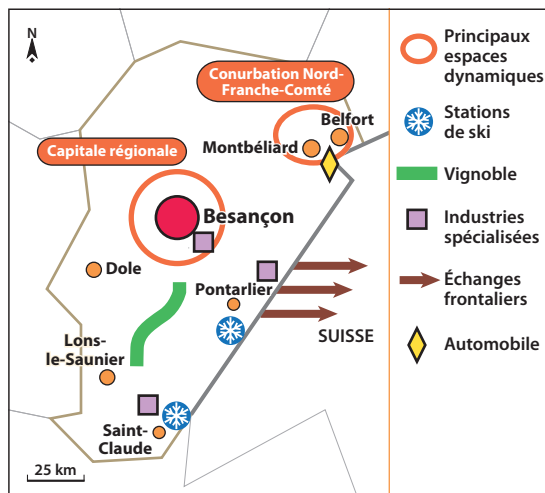 N
Conurbation Nord-
Franche-Comté
Belfort
Montbéliard
Capitale régionale
Besançon
Dole
Pontarlier
Lons-
le-Saunier
SUISSE
Saint-
Claude
25 km
Principaux
espaces
dynamiques
Stations
de ski
Vignoble
Industries
spécialisées
Échanges
frontaliers
Automobile